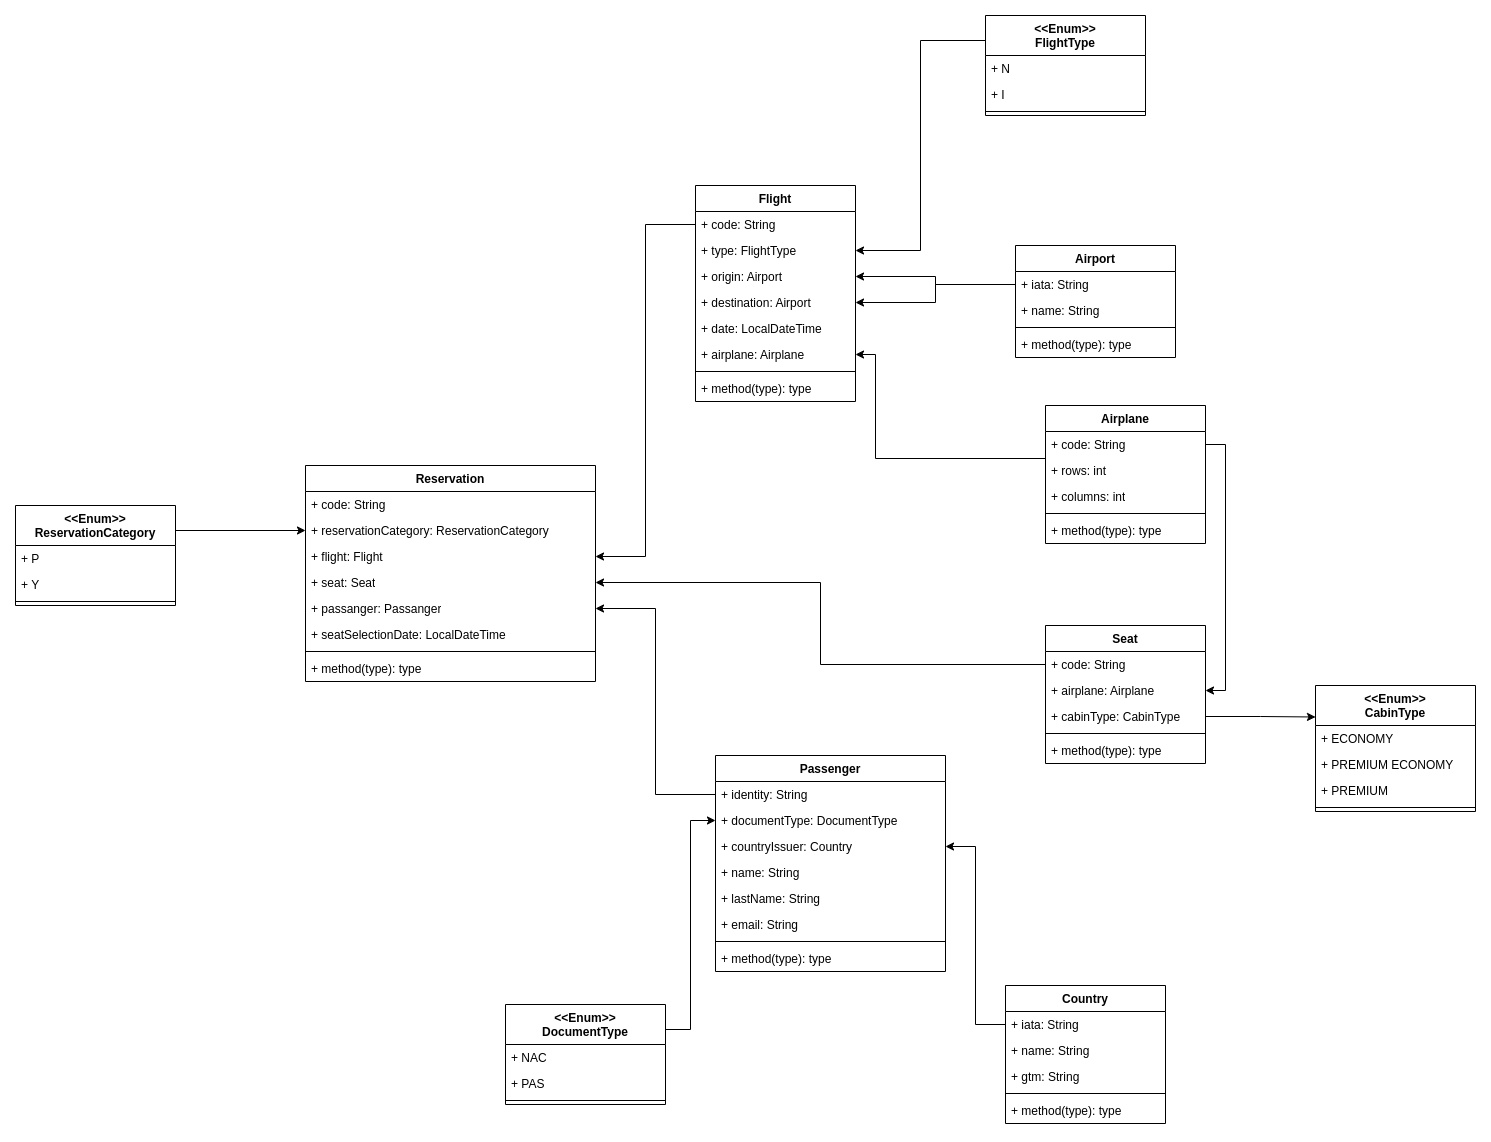 <<Enum>>
FlightType
+ N
+ I
Flight
+ code: String
+ type: FlightType
+ origin: Airport
+ destination: Airport
+ date: LocalDateTime
+ airplane: Airplane
+ method(type): type
Airport
+ iata: String
+ name: String
+ method(type): type
Airplane
+ code: String
+ rows: int
+ columns: int
+ method(type): type
Reservation
+ code: String
+ reservationCategory: ReservationCategory
+ flight: Flight
+ seat: Seat
+ passanger: Passanger
+ seatSelectionDate: LocalDateTime
+ method(type): type
<<Enum>>
ReservationCategory
+ P
+ Y
Seat
+ code: String
+ airplane: Airplane
+ cabinType: CabinType
+ method(type): type
<<Enum>>
CabinType
+ ECONOMY
+ PREMIUM ECONOMY
+ PREMIUM
Passenger
+ identity: String
+ documentType: DocumentType
+ countryIssuer: Country
+ name: String
+ lastName: String
+ email: String
+ method(type): type
<<Enum>>
DocumentType
+ NAC
+ PAS
Country
+ iata: String
+ name: String
+ gtm: String
+ method(type): type